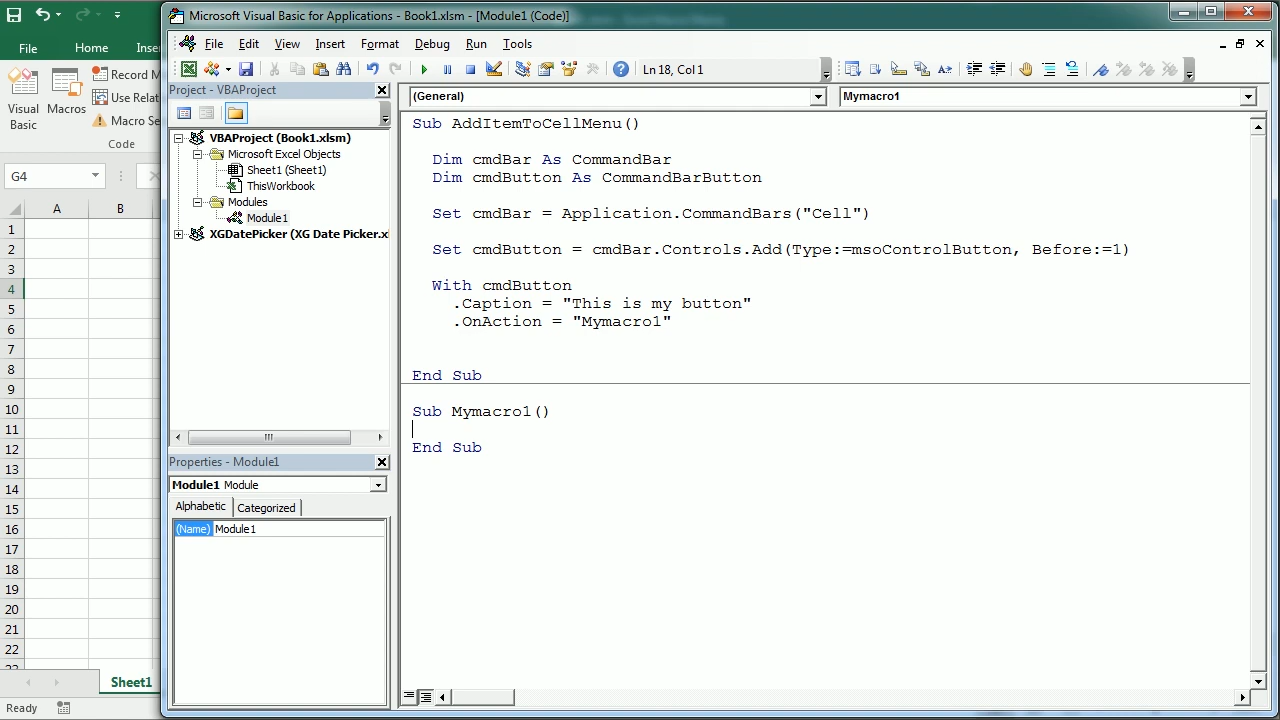 Microsoft Visual Basic for Applications - Book1.xlsm - [Module1 (Code)]
File Edit View Insert Format Debug Run Tools
Ln 18, Col 1
Project - VBAProject
(General)
Mymacro1
VBAProject (Book1.xlsm)
Microsoft Excel Objects
Sheet1 (Sheet1)
ThisWorkbook
Modules
Module1
XGDatePicker (XG Date Picker.x
Sub AddItemToCellMenu()
Dim cmdBar As CommandBar
Dim cmdButton As CommandBarButton
Set cmdBar = Application.CommandBars("Cell")
Set cmdButton = cmdBar.Controls.Add(Type:=msoControlButton, Before:=1)
With cmdButton
.Caption = "This is my button"
.OnAction = "Mymacro1"
End Sub
Sub Mymacro1()
End Sub
Properties - Module1
Module1 Module
Alphabetic Categorized
(Name) Module1
File Home Inse
Visual Basic
Macros
Record M
Use Relat
Macro Se
Code
G4
A B
1
2
3
4
5
6
7
8
9
10
11
12
13
14
15
16
17
18
19
20
21
22
Sheet1
Ready